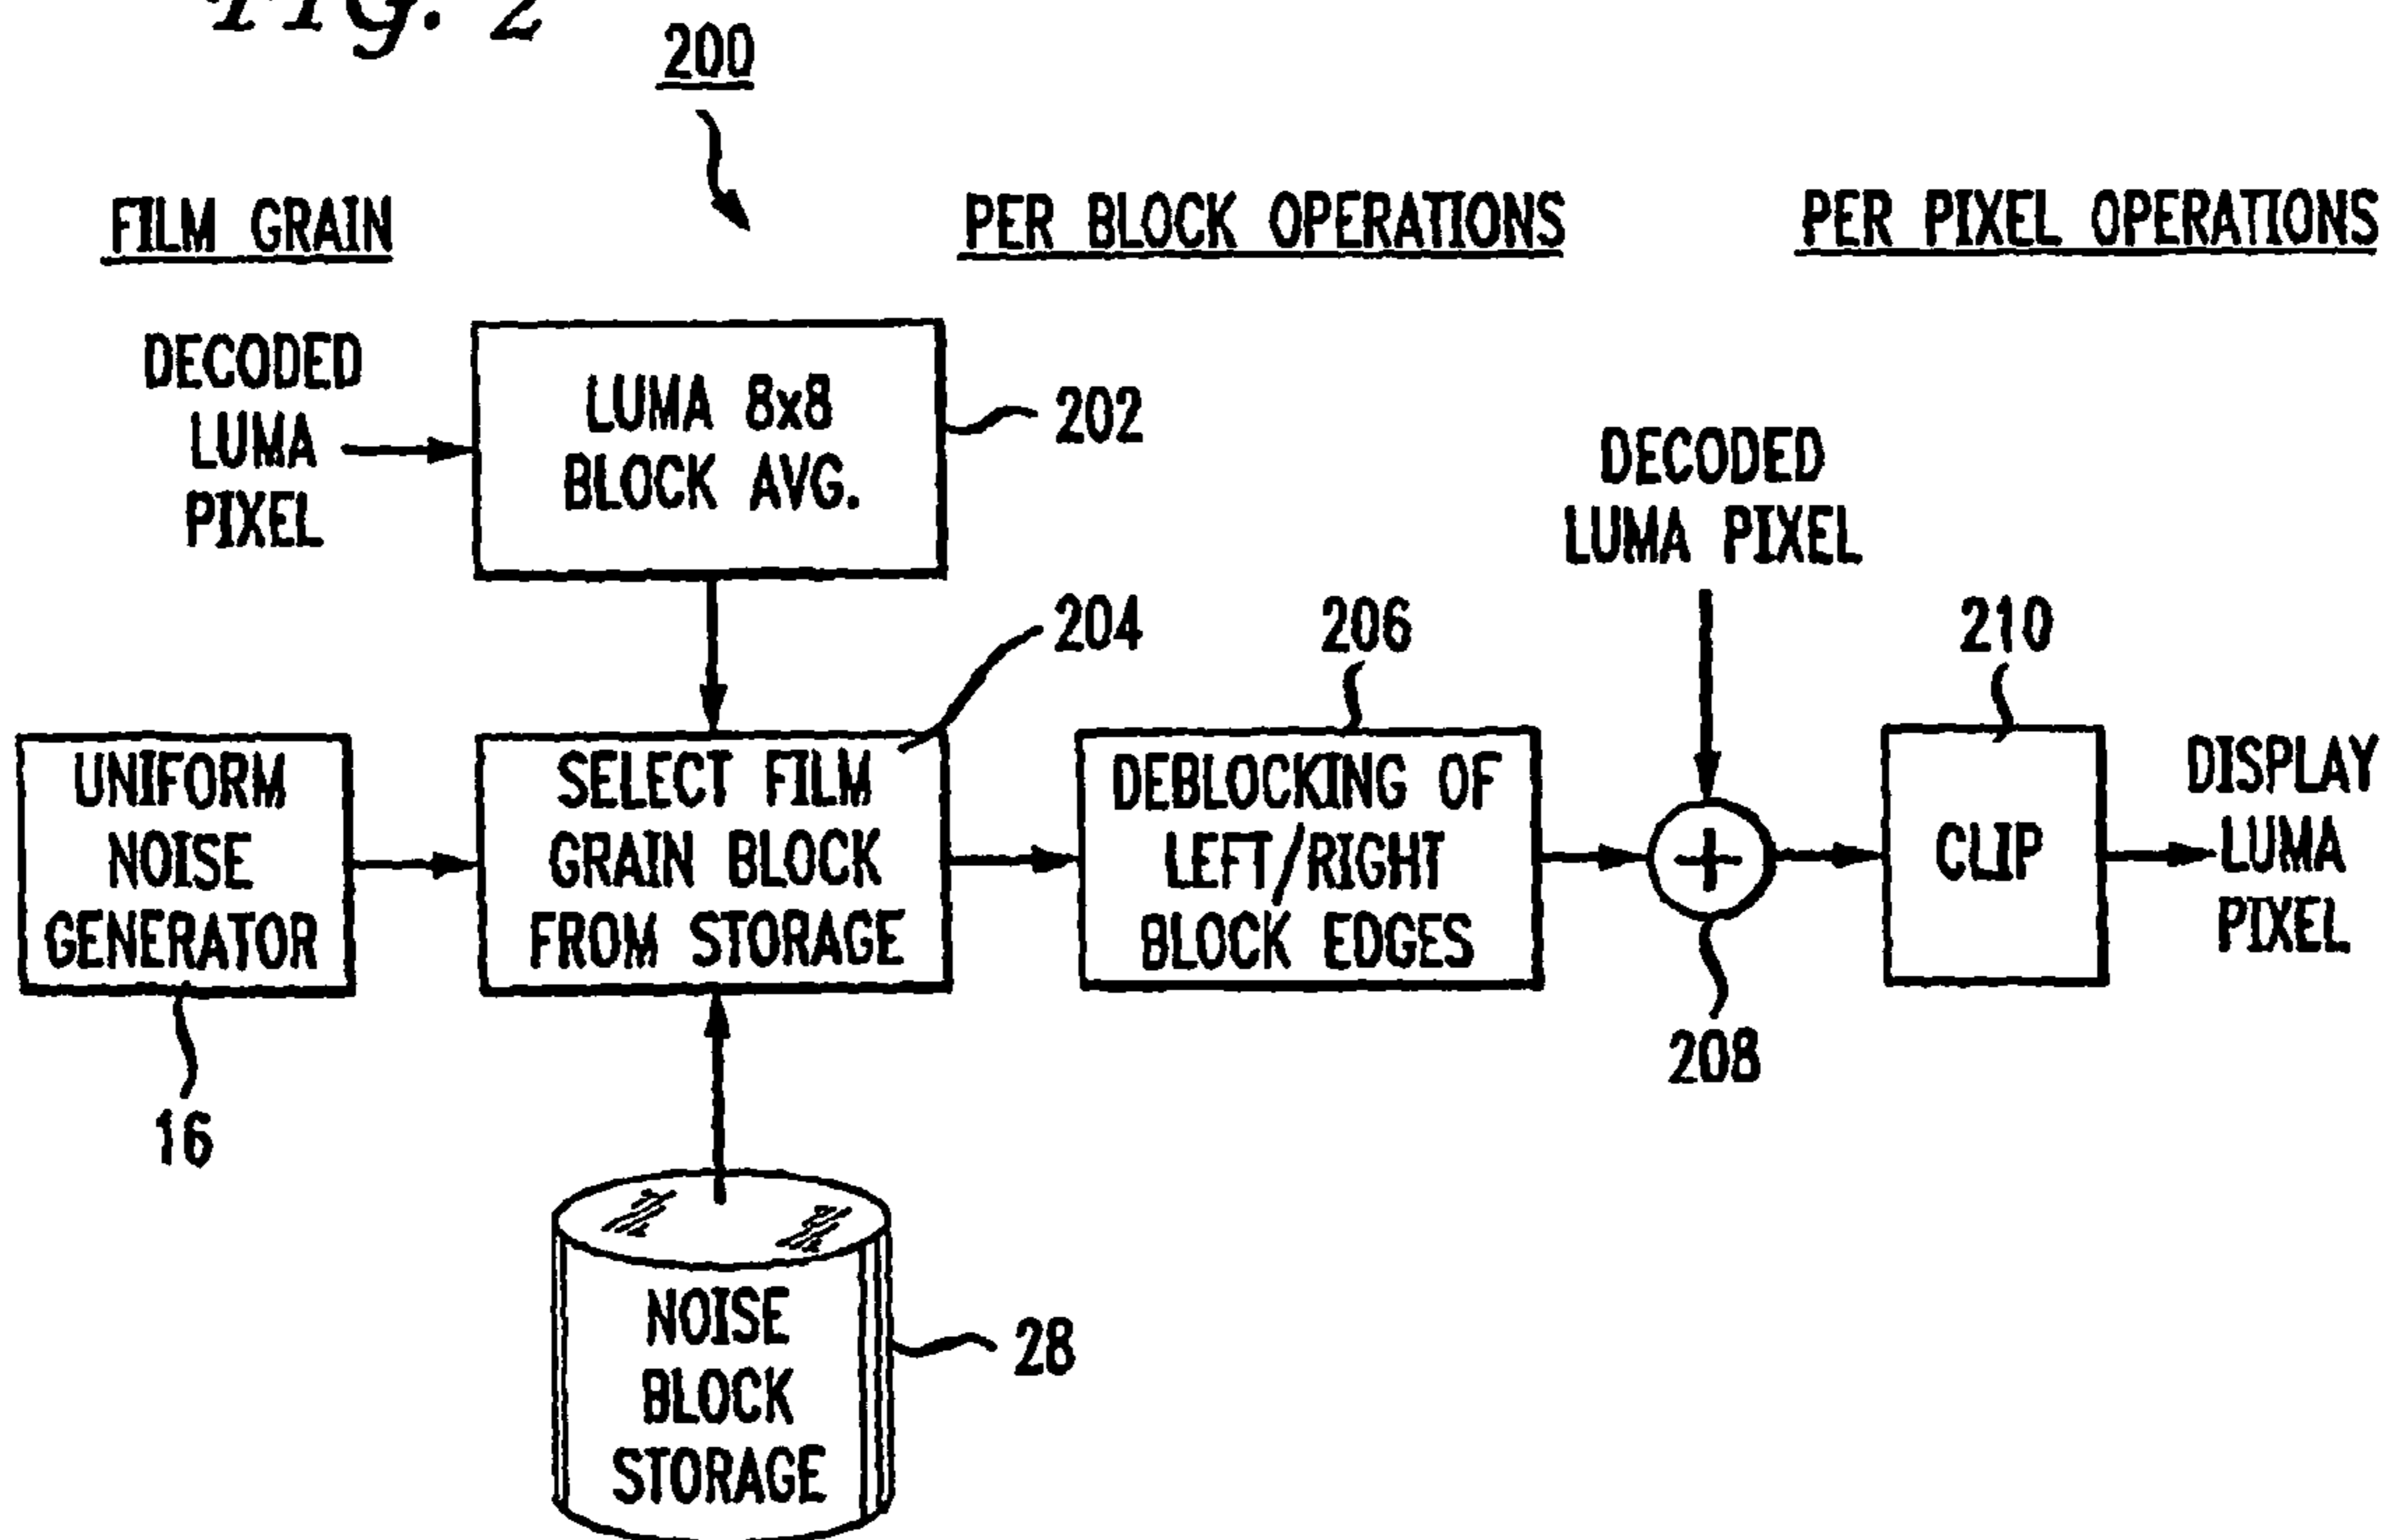 FIG. 2
200
FILM GRAIN
PER BLOCK OPERATIONS
PER PIXEL OPERATIONS
DECODED
LUMA
PIXEL
LUMA 8x8
BLOCK AVG.
202
DECODED
LUMA PIXEL
204
206
210
UNIFORM
NOISE
GENERATOR
SELECT FILM
GRAIN BLOCK
FROM STORAGE
DEBLOCKING OF
LEFT/RIGHT
BLOCK EDGES
+
CLIP
DISPLAY
LUMA
PIXEL
208
16
NOISE
BLOCK
STORAGE
28